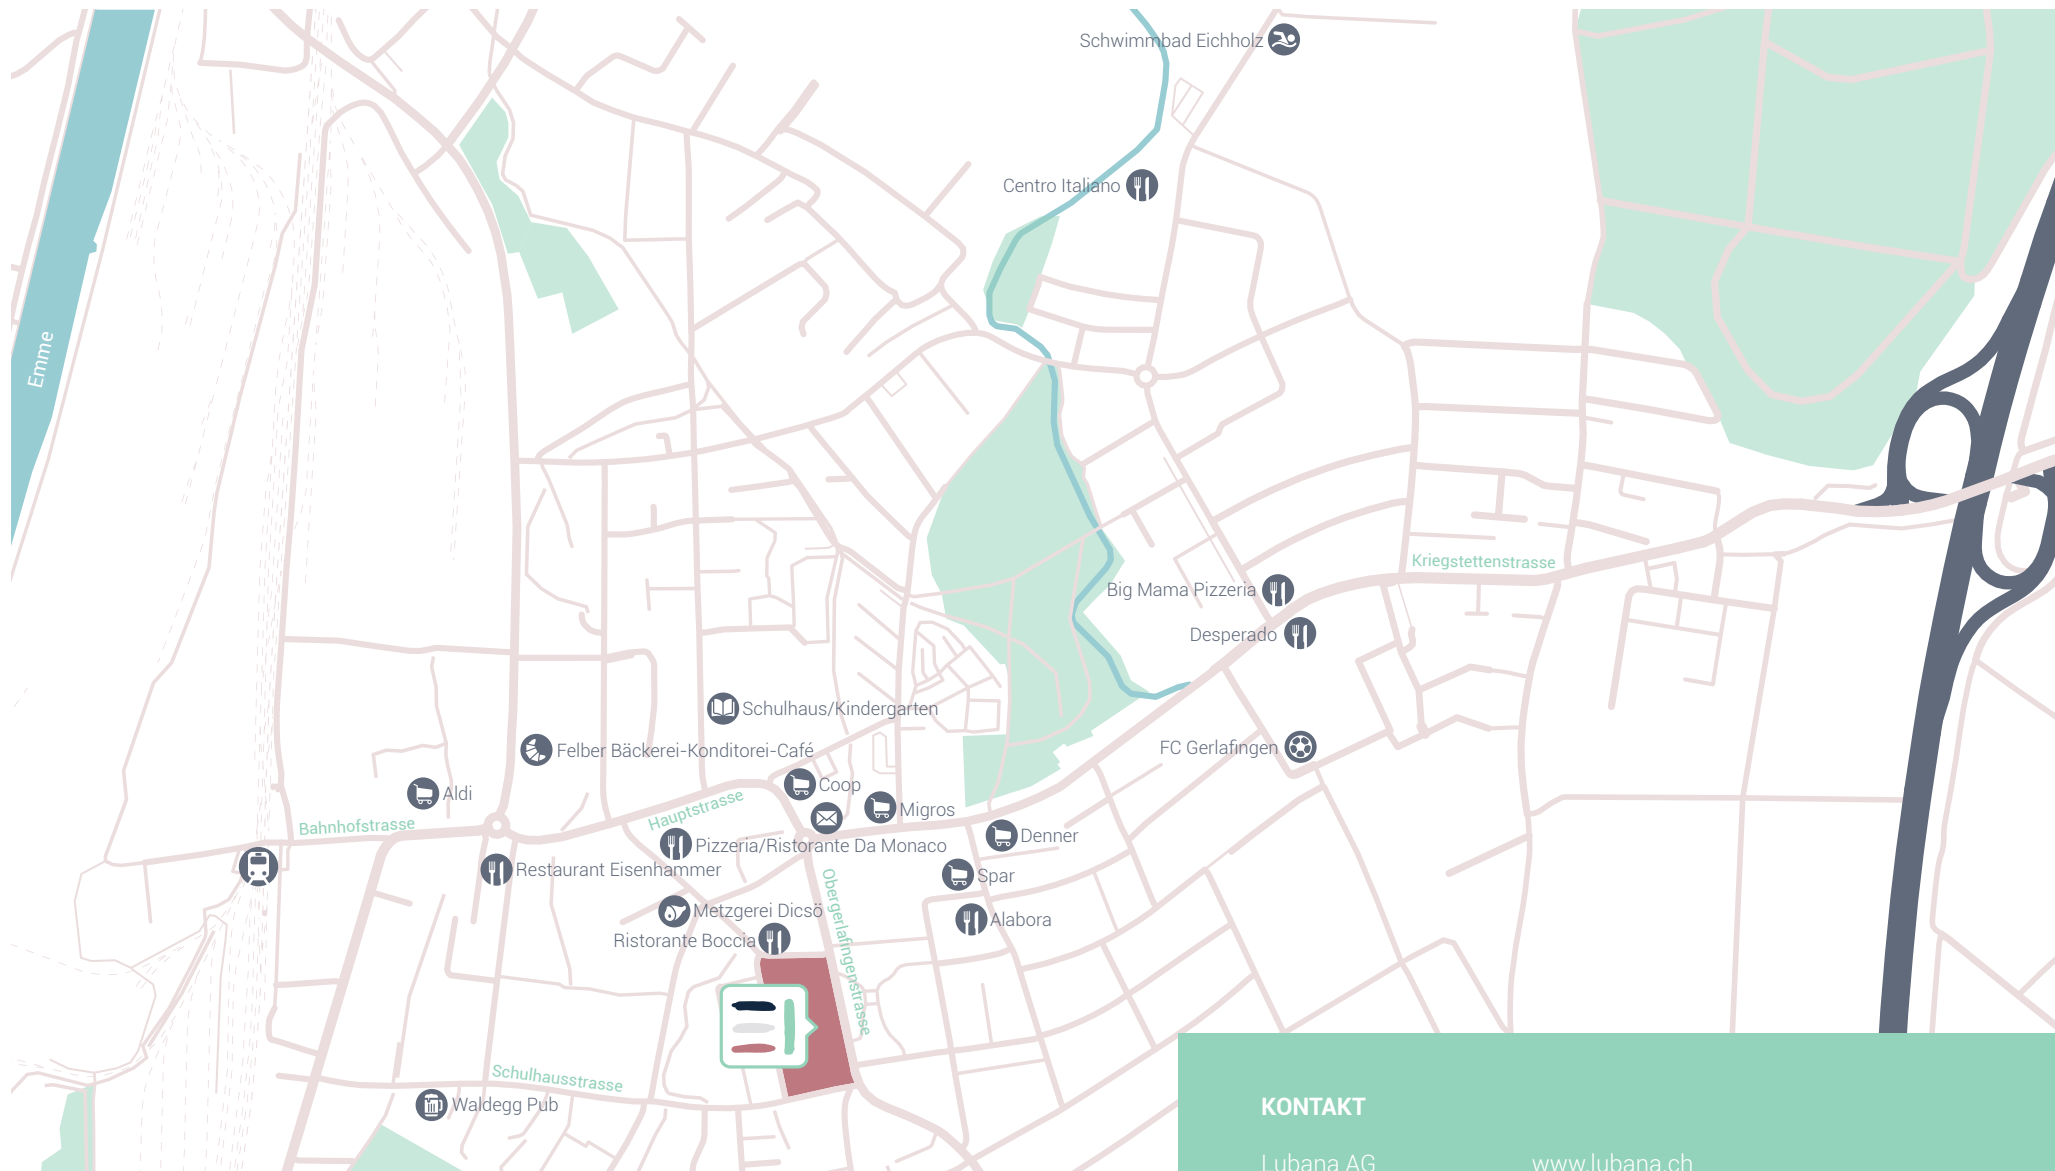 Schwimmbad Eichholz
Centro Italiano
Emme
Kriegstettenstrasse
Big Mama Pizzeria
Desperado
Schulhaus/Kindergarten
FC Gerlafingen
Felber Bäckerei-Konditorei-Café
Coop
Aldi
Hauptstrasse
Migros
Bahnhofstrasse
Denner
Pizzeria/Ristorante Da Monaco
Restaurant Eisenhammer
Spar
Metzgerei Dicsö
Alabora
Ristorante Boccia
Obergerlafingenstrasse
Schulhausstrasse
Waldegg Pub
KONTAKT
Lubana AG
www.lubana.ch